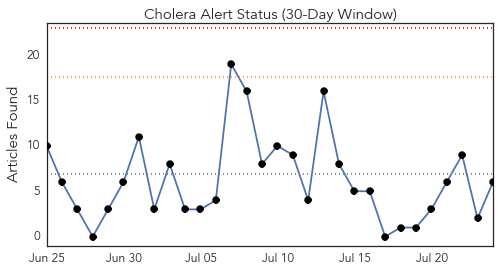 Cholera Alert Status (30-Day Window)
Articles Found
20
15
10
5
0
Jun 25 Jun 30 Jul 05 Jul 10 Jul 15 Jul 20